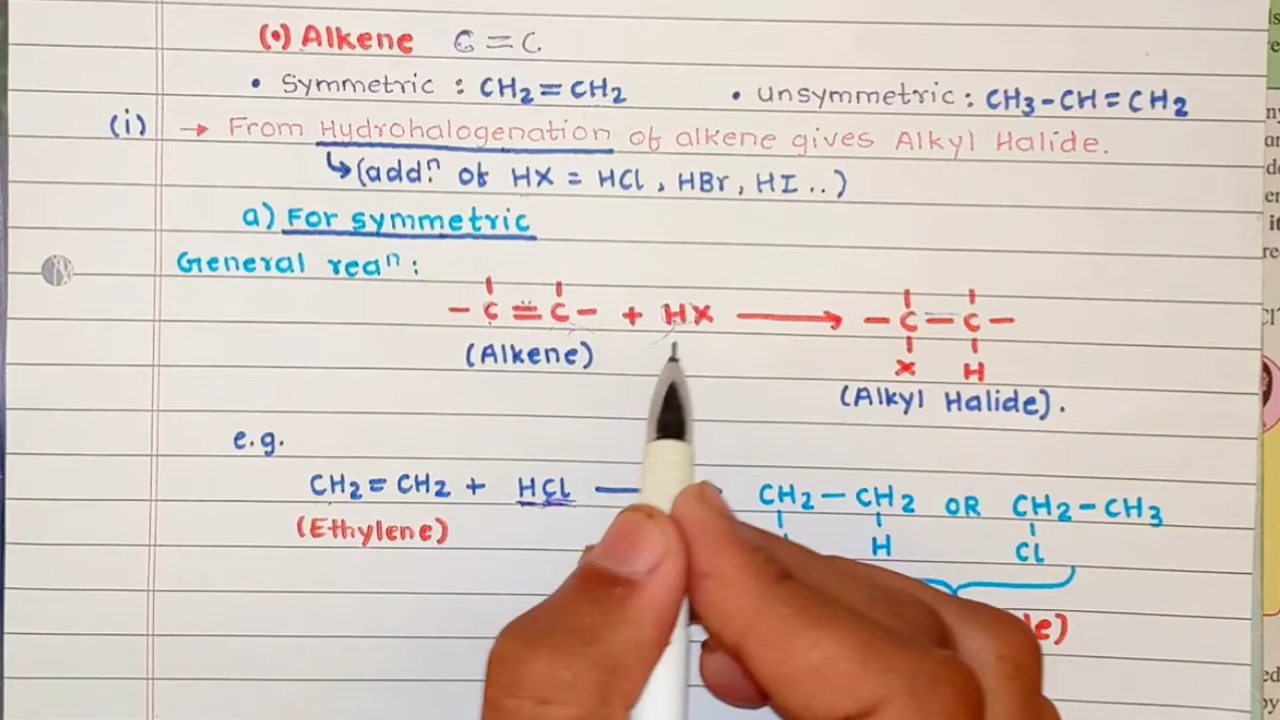 (•) Alkene C=C
• Symmetric : CH₂=CH₂ • unsymmetric : CH₃-CH=CH₂
(i) → From Hydrohalogenation of alkene gives Alkyl Halide.
↳(addⁿ. of HX = HCl, HBr, HI..)
a) For symmetric
General reaⁿ :
-C=C- + HX → -C-C-
X H
(Alkene)
(Alkyl Halide).
e.g.
CH₂=CH₂ + HCl CH₂-CH₂ OR CH₂-CH₃
(Ethylene) H Cl